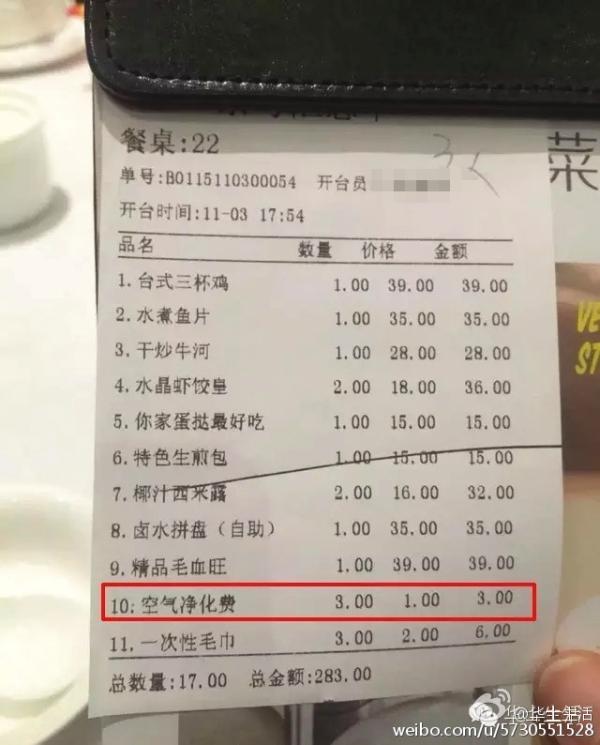 餐桌:22
单号:B0115110300054 开台员
开台时间:11-03 17:54
品名 数量 价格 金额
1.台式三杯鸡 1.00 39.00 39.00
2.水煮鱼片 1.00 35.00 35.00
3.干炒牛河 1.00 28.00 28.00
4.水晶虾饺皇 2.00 18.00 36.00
5.你家蛋挞最好吃 1.00 15.00 15.00
6.特色生煎包 1.00 15.00 15.00
7.椰汁西米露 2.00 16.00 32.00
8.卤水拼盘（自助） 1.00 35.00 35.00
9.精品毛血旺 1.00 39.00 39.00
10.空气净化费 3.00 1.00 3.00
11.一次性毛巾 3.00 2.00 6.00
总数量:17.00 总金额:283.00
菜
VE
ST
@华生活
weibo.com/u/5730551528